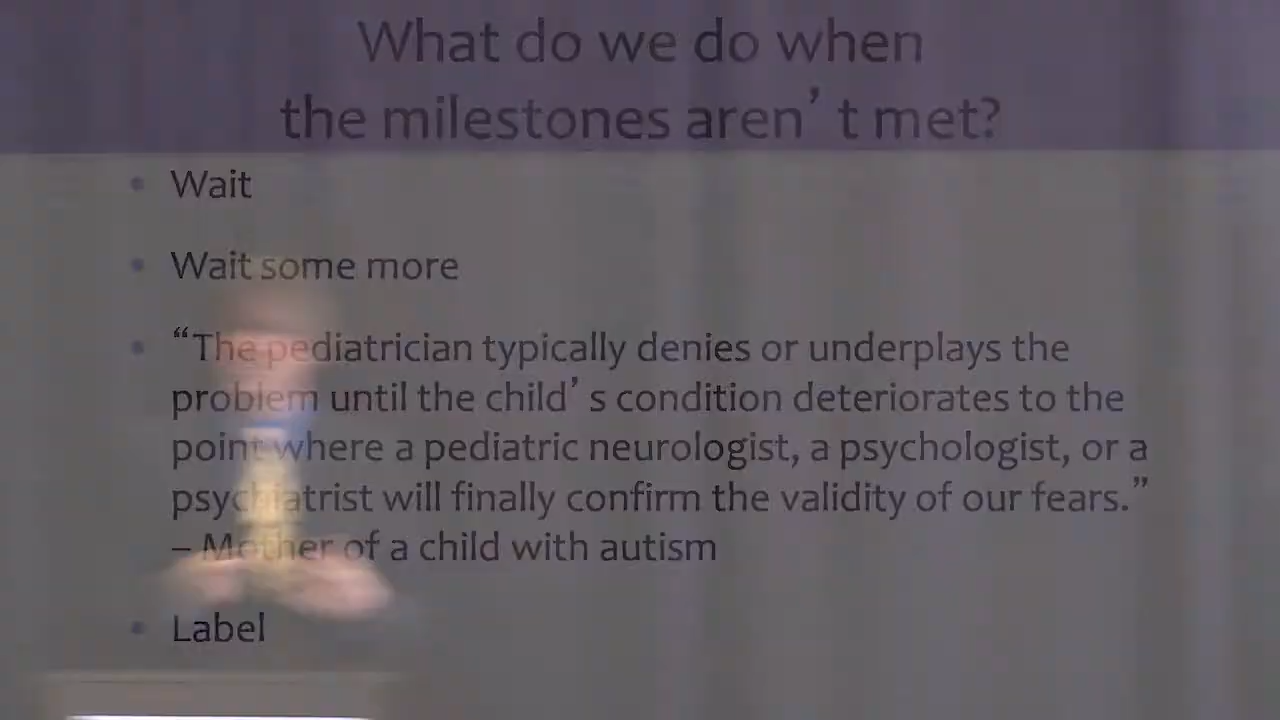 What do we do when
the milestones aren’t met?
• Wait
• Wait some more
• “The pediatrician typically denies or underplays the
problem until the child’s condition deteriorates to the
point where a pediatric neurologist, a psychologist, or a
psychiatrist will finally confirm the validity of our fears.”
– Mother of a child with autism
• Label